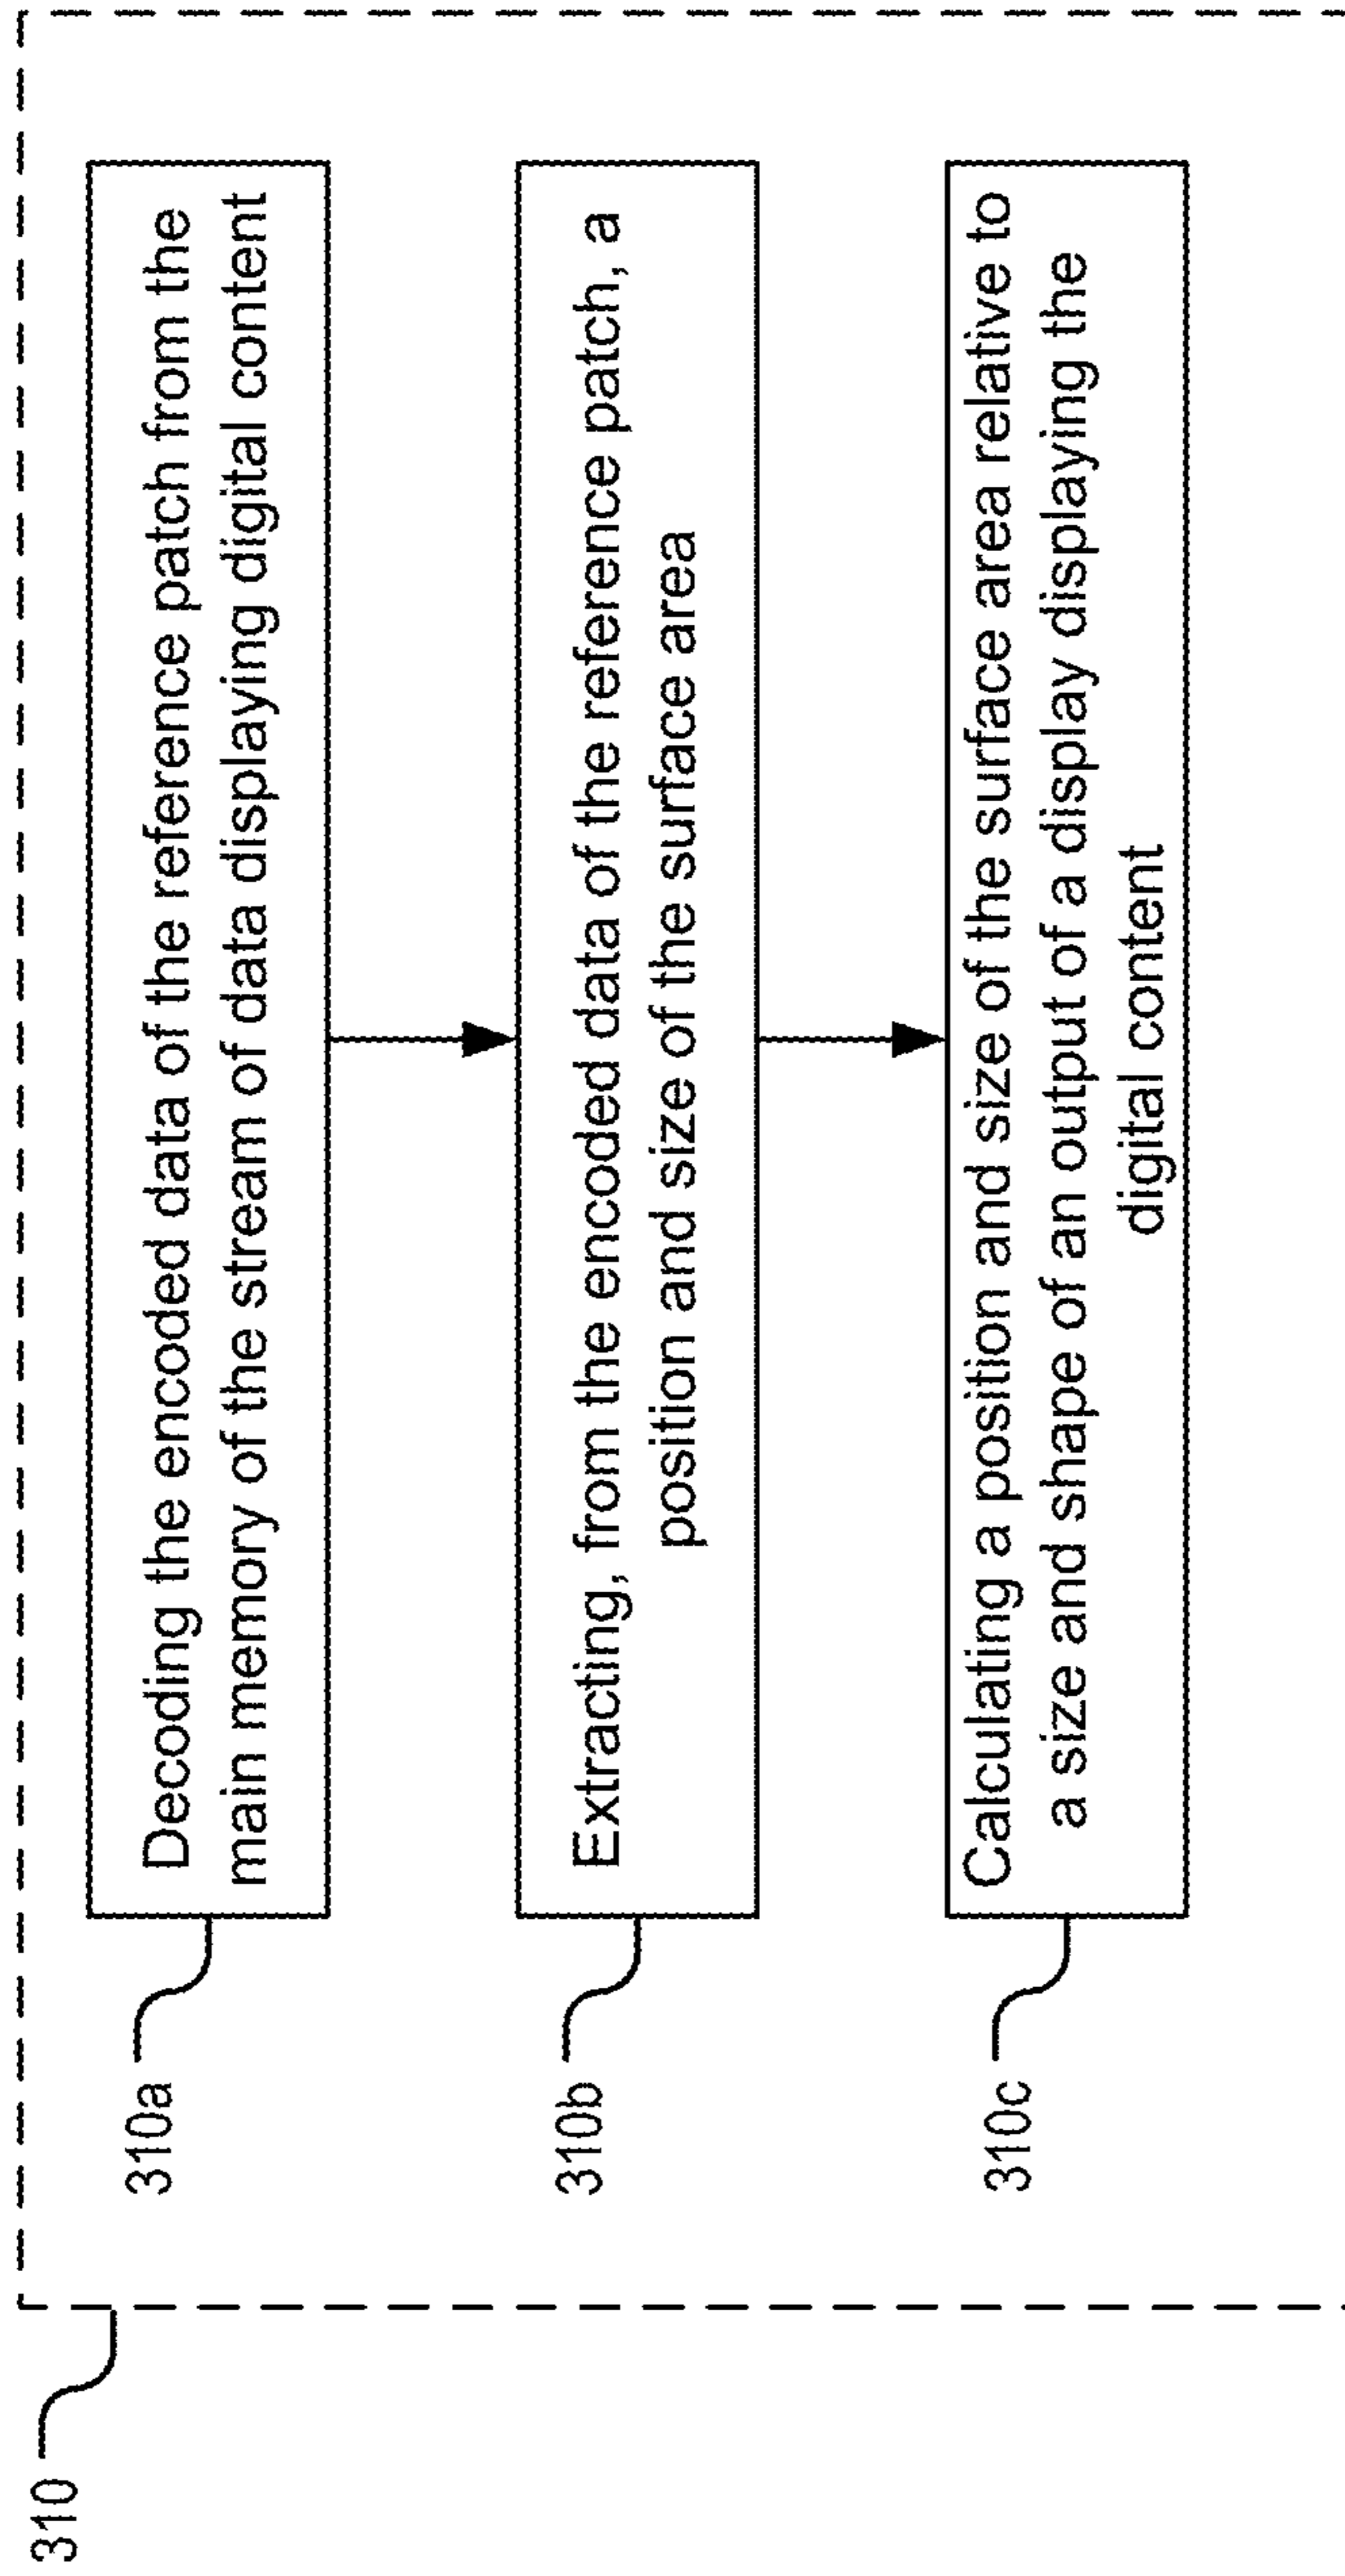 310
310a
Decoding the encoded data of the reference patch from the
main memory of the stream of data displaying digital content
310b
Extracting, from the encoded data of the reference patch, a
position and size of the surface area
310c
Calculating a position and size of the surface area relative to
a size and shape of an output of a display displaying the
digital content